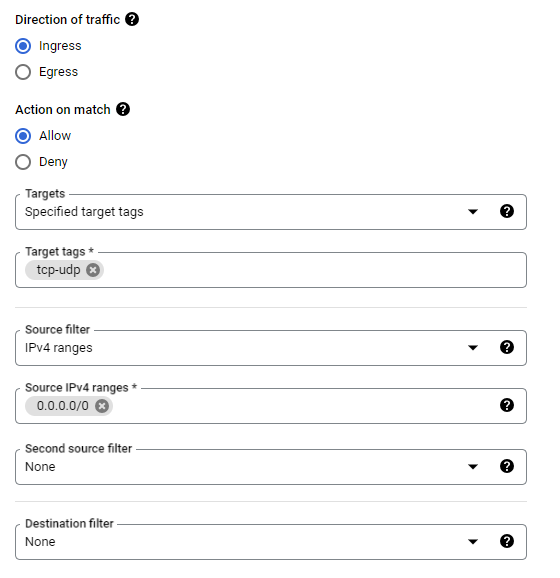 Direction of traffic
Ingress
Egress
Action on match
Allow
Deny
Targets
Specified target tags
Target tags *
tcp-udp
Source filter
IPv4 ranges
Source IPv4 ranges *
0.0.0.0/0
Second source filter
None
Destination filter
None